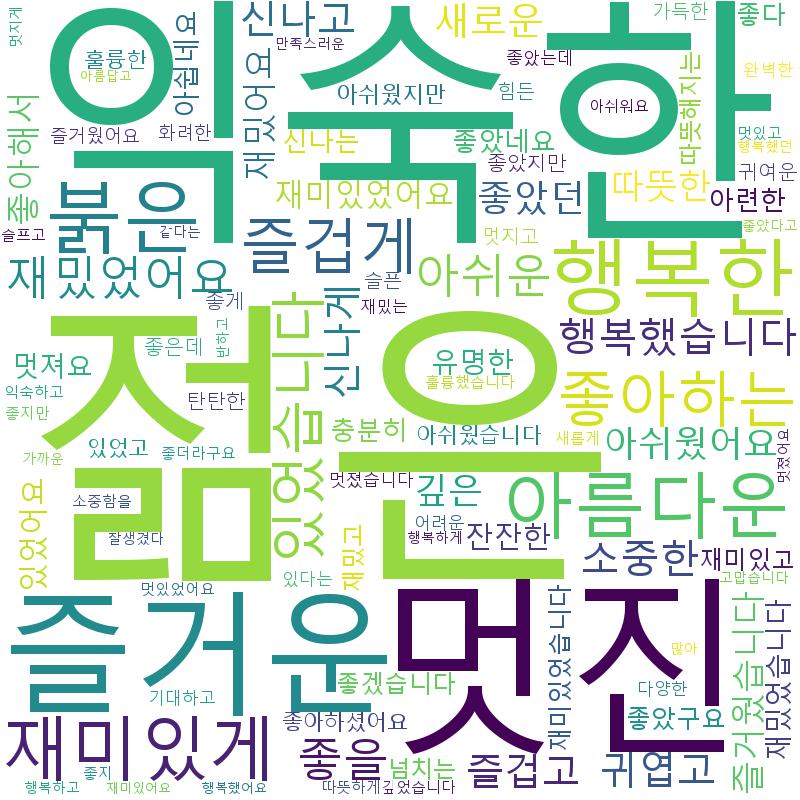 멋지게
훌륭한
아름답고
아쉽네요
신나고
만족스러운
새로운
좋았는데
가득한
좋다
익숙한
재밌어요
아쉬웠지만
힘든
아쉬워요
따뜻해지는
완벽한
멋있고
행복했던
좋아해서
즐거웠어요
화려한
신나는
좋았네요
좋았지만
귀여운
재미있었어요
좋았던
따뜻한
아련한
좋았다고
슬프고
붉은
같다는
즐겁게
멋지고
재밌었어요
좋게
슬픈
재밌는
아쉬운
행복한
신나게
있었습니다
반하고
좋은데
멋져요
유명한
훌륭했습니다
행복했습니다
익숙하고
좋지만
탄탄한
젊은
좋아하는
가까운
있었고
좋더라구요
충분히
아쉬웠습니다
새롭게
아쉬웠어요
멋졌어요
있었어요
소중함을
잘생겼다
멋졌습니다
깊은
어려운
행복하게
잔잔한
아름다운
재밌고
있다는
소중한
재미있고
고맙습니다
멋있었어요
즐거운
멋진
재미있었습니다
많아
즐거웠습니다
재밌었습니다
기대하고
좋겠습니다
다양한
재미있게
좋아하셨어요
좋았구요
좋을
넘치는
즐겁고
귀엽고
좋지
행복하고
재미있어요
행복했어요
따뜻하게
깊었습니다